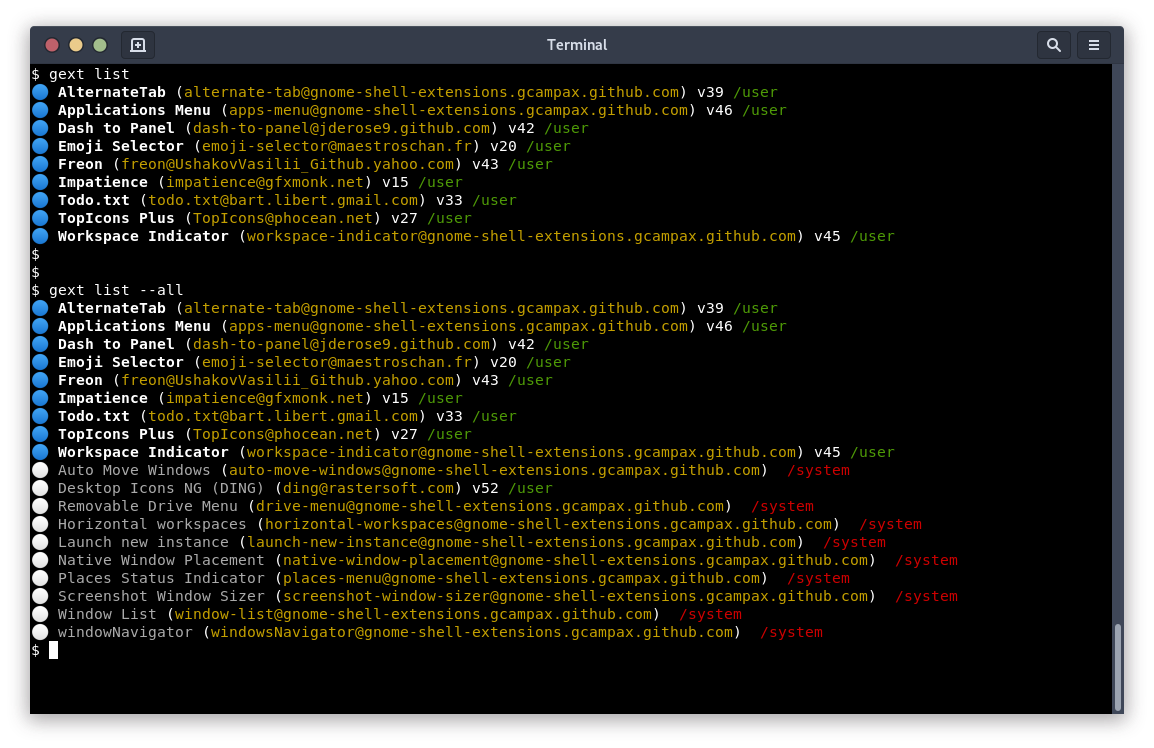 Terminal
$ gext list
AlternateTab (alternate-tab@gnome-shell-extensions.gcampax.github.com) v39 /user
Applications Menu (apps-menu@gnome-shell-extensions.gcampax.github.com) v46 /user
Dash to Panel (dash-to-panel@jderose9.github.com) v42 /user
Emoji Selector (emoji-selector@maestroschan.fr) v20 /user
Freon (freon@UshakovVasilii_Github.yahoo.com) v43 /user
Impatience (impatience@gfxmonk.net) v15 /user
Todo.txt (todo.txt@bart.libert.gmail.com) v33 /user
TopIcons Plus (TopIcons@phocean.net) v27 /user
Workspace Indicator (workspace-indicator@gnome-shell-extensions.gcampax.github.com) v45 /user
$
$
$ gext list --all
AlternateTab (alternate-tab@gnome-shell-extensions.gcampax.github.com) v39 /user
Applications Menu (apps-menu@gnome-shell-extensions.gcampax.github.com) v46 /user
Dash to Panel (dash-to-panel@jderose9.github.com) v42 /user
Emoji Selector (emoji-selector@maestroschan.fr) v20 /user
Freon (freon@UshakovVasilii_Github.yahoo.com) v43 /user
Impatience (impatience@gfxmonk.net) v15 /user
Todo.txt (todo.txt@bart.libert.gmail.com) v33 /user
TopIcons Plus (TopIcons@phocean.net) v27 /user
Workspace Indicator (workspace-indicator@gnome-shell-extensions.gcampax.github.com) v45 /user
Auto Move Windows (auto-move-windows@gnome-shell-extensions.gcampax.github.com)  /system
Desktop Icons NG (DING) (ding@rastersoft.com) v52 /user
Removable Drive Menu (drive-menu@gnome-shell-extensions.gcampax.github.com)  /system
Horizontal workspaces (horizontal-workspaces@gnome-shell-extensions.gcampax.github.com)  /system
Launch new instance (launch-new-instance@gnome-shell-extensions.gcampax.github.com)  /system
Native Window Placement (native-window-placement@gnome-shell-extensions.gcampax.github.com)  /system
Places Status Indicator (places-menu@gnome-shell-extensions.gcampax.github.com)  /system
Screenshot Window Sizer (screenshot-window-sizer@gnome-shell-extensions.gcampax.github.com)  /system
Window List (window-list@gnome-shell-extensions.gcampax.github.com)  /system
windowNavigator (windowsNavigator@gnome-shell-extensions.gcampax.github.com)  /system
$